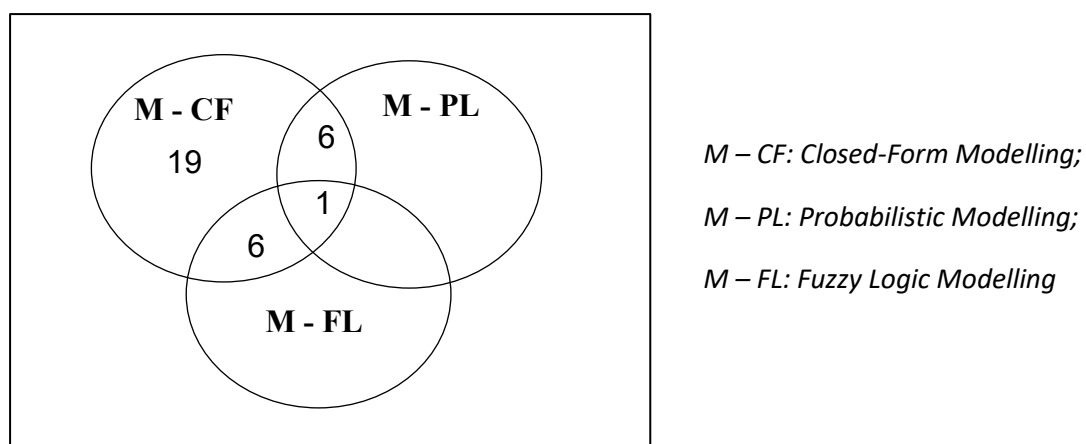 M - CF
M - PL
6
19
1
6
M - FL
M – CF: Closed-Form Modelling;
M – PL: Probabilistic Modelling;
M – FL: Fuzzy Logic Modelling